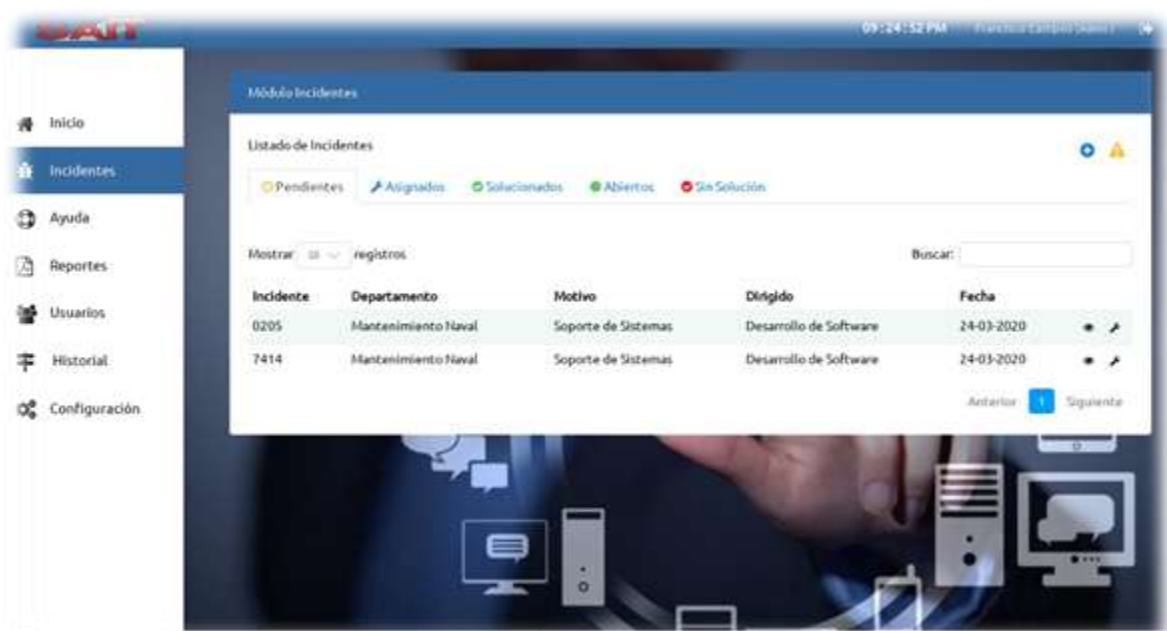 SAIT
09:24:52 PM
Módulo Incidentes
Inicio
Incidentes
Ayuda
Reportes
Usuarios
Historial
Configuración
Listado de Incidentes
Pendientes Asignados Solucionados Abiertos Sin Solución
Mostrar 10 registros Buscar:
Incidente Departamento Motivo Dirigido Fecha
0205 Mantenimiento Naval Soporte de Sistemas Desarrollo de Software 24-03-2020
7414 Mantenimiento Naval Soporte de Sistemas Desarrollo de Software 24-03-2020
Anterior 1 Siguiente